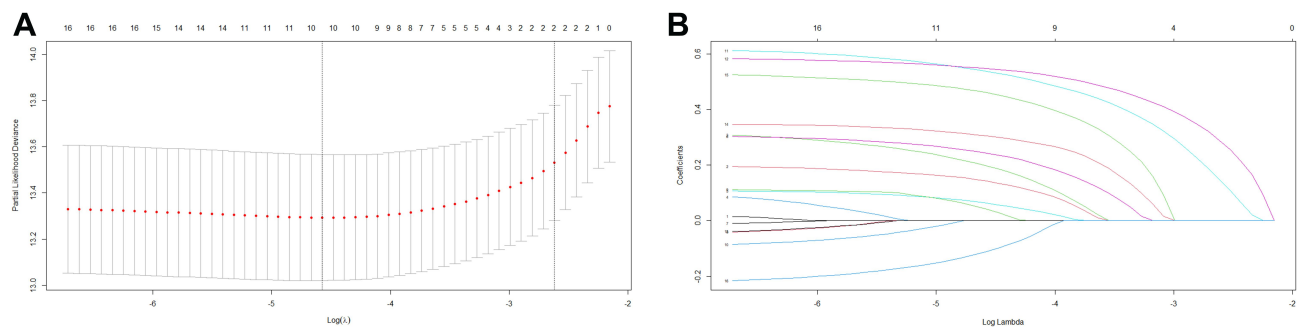 A
16 16 16 16 15 14 14 14 11 11 11 10 10 10 9 8 8 7 7 5 5 5 4 4 3 2 2 2 2 2 2 1 0
Partial Likelihood Deviance
14.0
13.8
13.6
13.4
13.2
13.0
-6 -5 -4 -3 -2
Log(λ)
B
16 11 9 4 0
Coefficients
0.6
0.4
0.2
0.0
-0.2
-6 -5 -4 -3 -2
Log Lambda